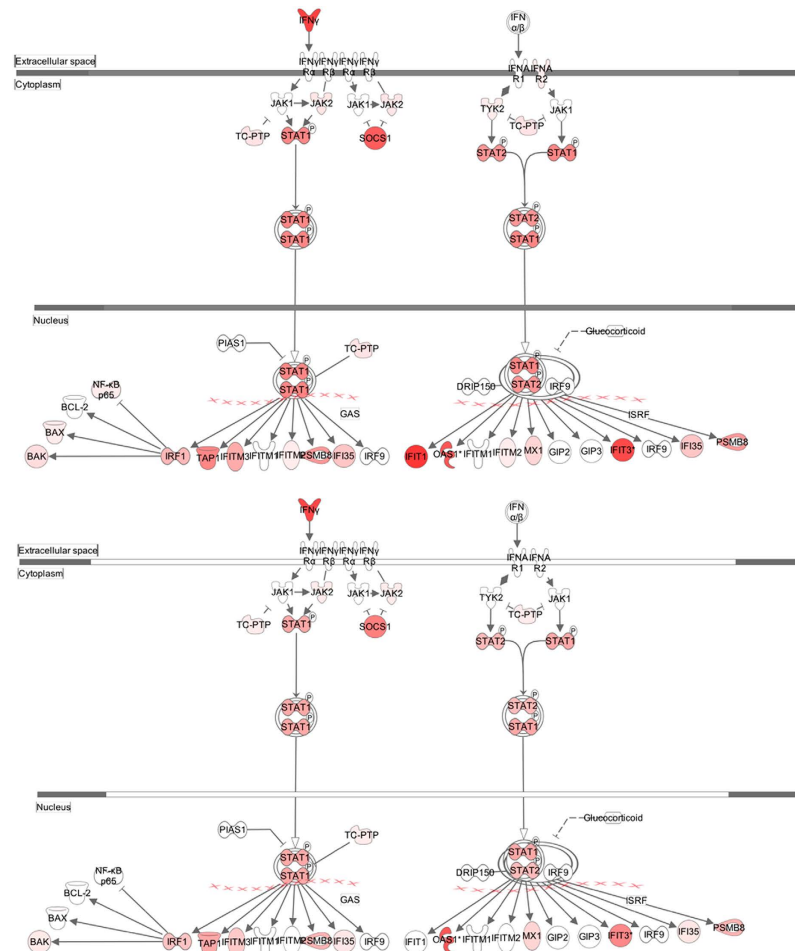 IFNγ
IFN
α/β
Extracellular space
IFNγ IFNγ IFNγ IFNγ
Rα Rβ Rα Rβ
IFNA IFNA
R1 R2
Cytoplasm
JAK1 JAK2 JAK1 JAK2
TYK2 JAK1
TC-PTP STAT1 P SOCS1
TC-PTP
STAT2 P STAT1 P
STAT1 P
STAT1 P
STAT2 P
STAT1 P
Nucleus
PIAS1
TC-PTP
Glucocorticoid
STAT1 P
STAT1 P
STAT1 P
STAT2 P
DRIP150 IRF9
NF-κB
p65
BCL-2
BAX
BAK
GAS
ISRF
IRF1 TAP1 IFITM3 IFITM1 IFITM2 PSMB8 IFI35 IRF9
IFIT1 OAS1* IFITM1 IFITM2 MX1 GIP2 GIP3 IFIT3* IRF9 IFI35 PSMB8
IFNγ
IFN
α/β
Extracellular space
IFNγ IFNγ IFNγ IFNγ
Rα Rβ Rα Rβ
IFNA IFNA
R1 R2
Cytoplasm
JAK1 JAK2 JAK1 JAK2
TYK2 JAK1
TC-PTP STAT1 P SOCS1
TC-PTP
STAT2 P STAT1 P
STAT1 P
STAT1 P
STAT2 P
STAT1 P
Nucleus
PIAS1
TC-PTP
Glucocorticoid
STAT1 P
STAT1 P
STAT1 P
STAT2 P
DRIP150 IRF9
NF-κB
p65
BCL-2
BAX
BAK
GAS
ISRF
IRF1 TAP1 IFITM3 IFITM1 IFITM2 PSMB8 IFI35 IRF9
IFIT1 OAS1* IFITM1 IFITM2 MX1 GIP2 GIP3 IFIT3* IRF9 IFI35 PSMB8